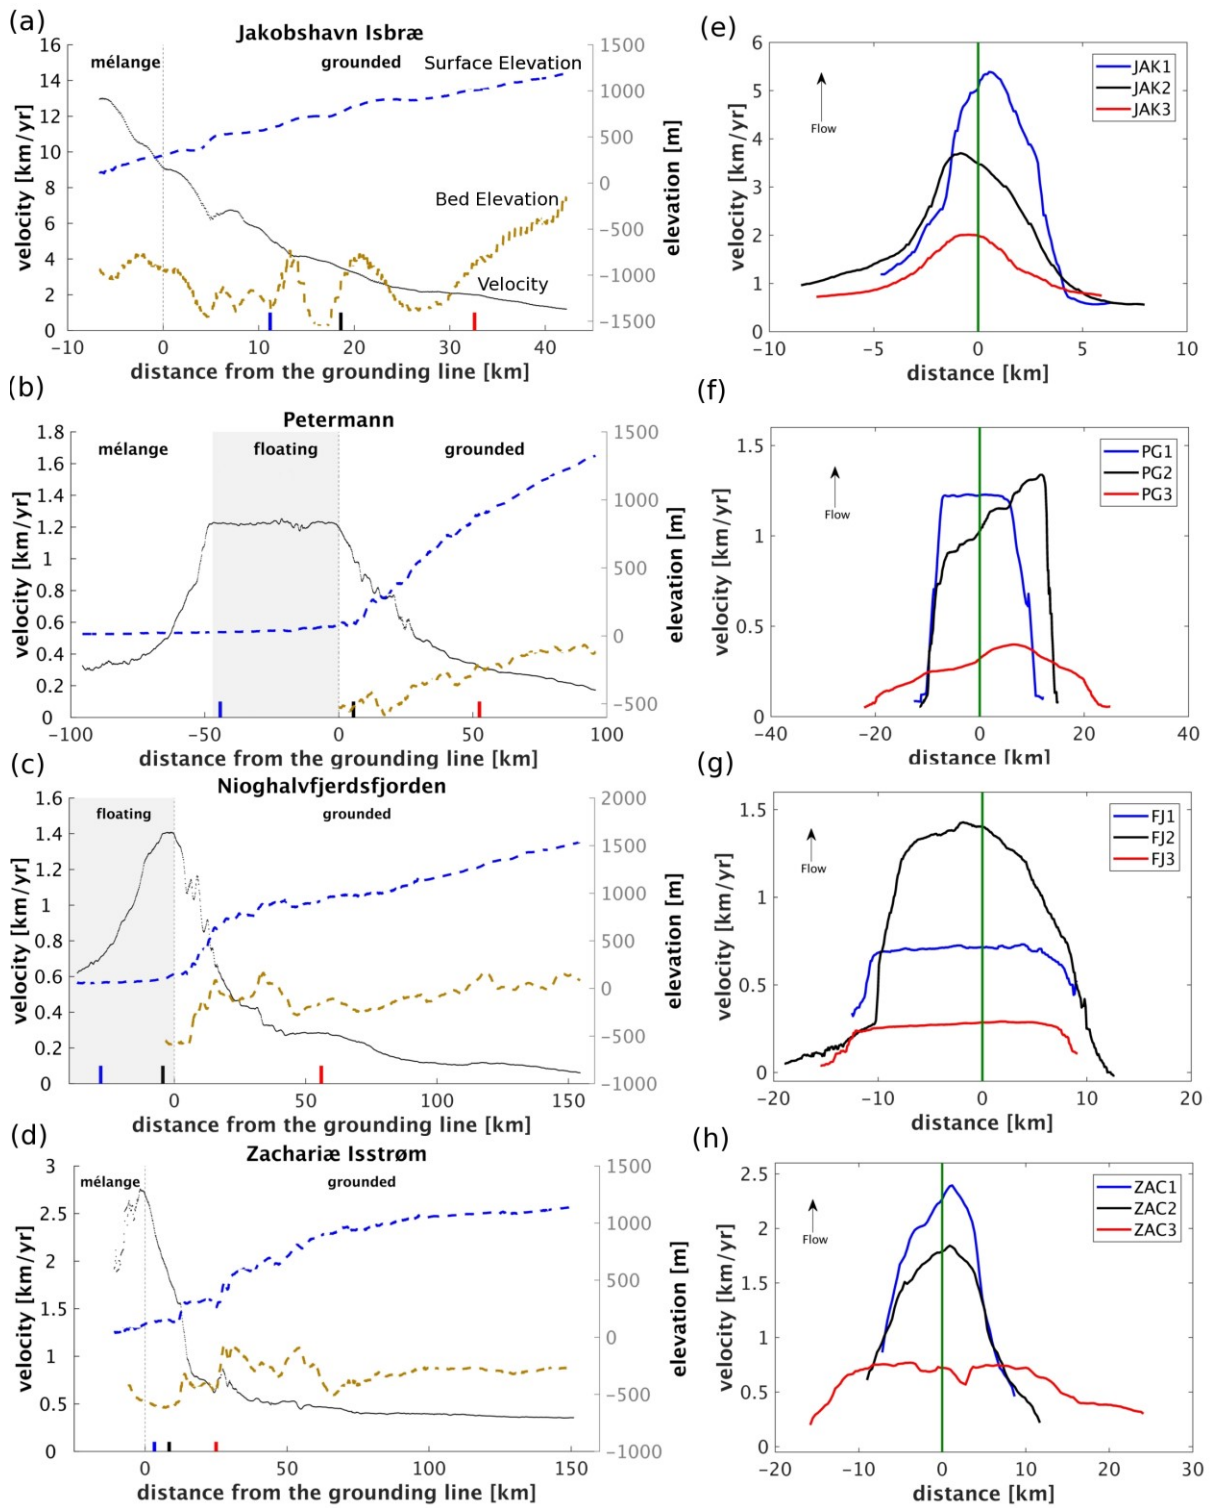 (a)
Jakobshavn Isbræ
16
14
12
10
8
6
4
2
0
velocity [km/yr]
mélange
grounded
Surface Elevation
Bed Elevation
Velocity
1500
1000
500
0
−500
−1000
−1500
elevation [m]
−10 0 10 20 30 40
distance from the grounding line [km]
(e)
6
5
4
3
2
1
0
velocity [km/yr]
Flow
JAK1
JAK2
JAK3
−10 −5 0 5 10
distance [km]
(b)
Petermann
1.8
1.6
1.4
1.2
1
0.8
0.6
0.4
0.2
0
velocity [km/yr]
mélange
floating
grounded
1500
1000
500
0
−500
elevation [m]
−100 −50 0 50 100
distance from the grounding line [km]
(f)
1.5
1
0.5
0
velocity [km/yr]
Flow
PG1
PG2
PG3
−40 −20 0 20 40
distance [km]
(c)
Nioghalvfjerdsfjorden
1.6
1.4
1.2
1
0.8
0.6
0.4
0.2
0
velocity [km/yr]
floating
grounded
2000
1500
1000
500
0
−500
−1000
elevation [m]
0 50 100 150
distance from the grounding line [km]
(g)
1.5
1
0.5
0
velocity [km/yr]
Flow
FJ1
FJ2
FJ3
−20 −10 0 10 20
distance [km]
(d)
Zachariæ Isstrøm
3
2.5
2
1.5
1
0.5
0
velocity [km/yr]
mélange
grounded
1500
1000
500
0
−500
−1000
elevation [m]
0 50 100 150
distance from the grounding line [km]
(h)
2.5
2
1.5
1
0.5
0
velocity [km/yr]
Flow
ZAC1
ZAC2
ZAC3
−20 −10 0 10 20 30
distance [km]